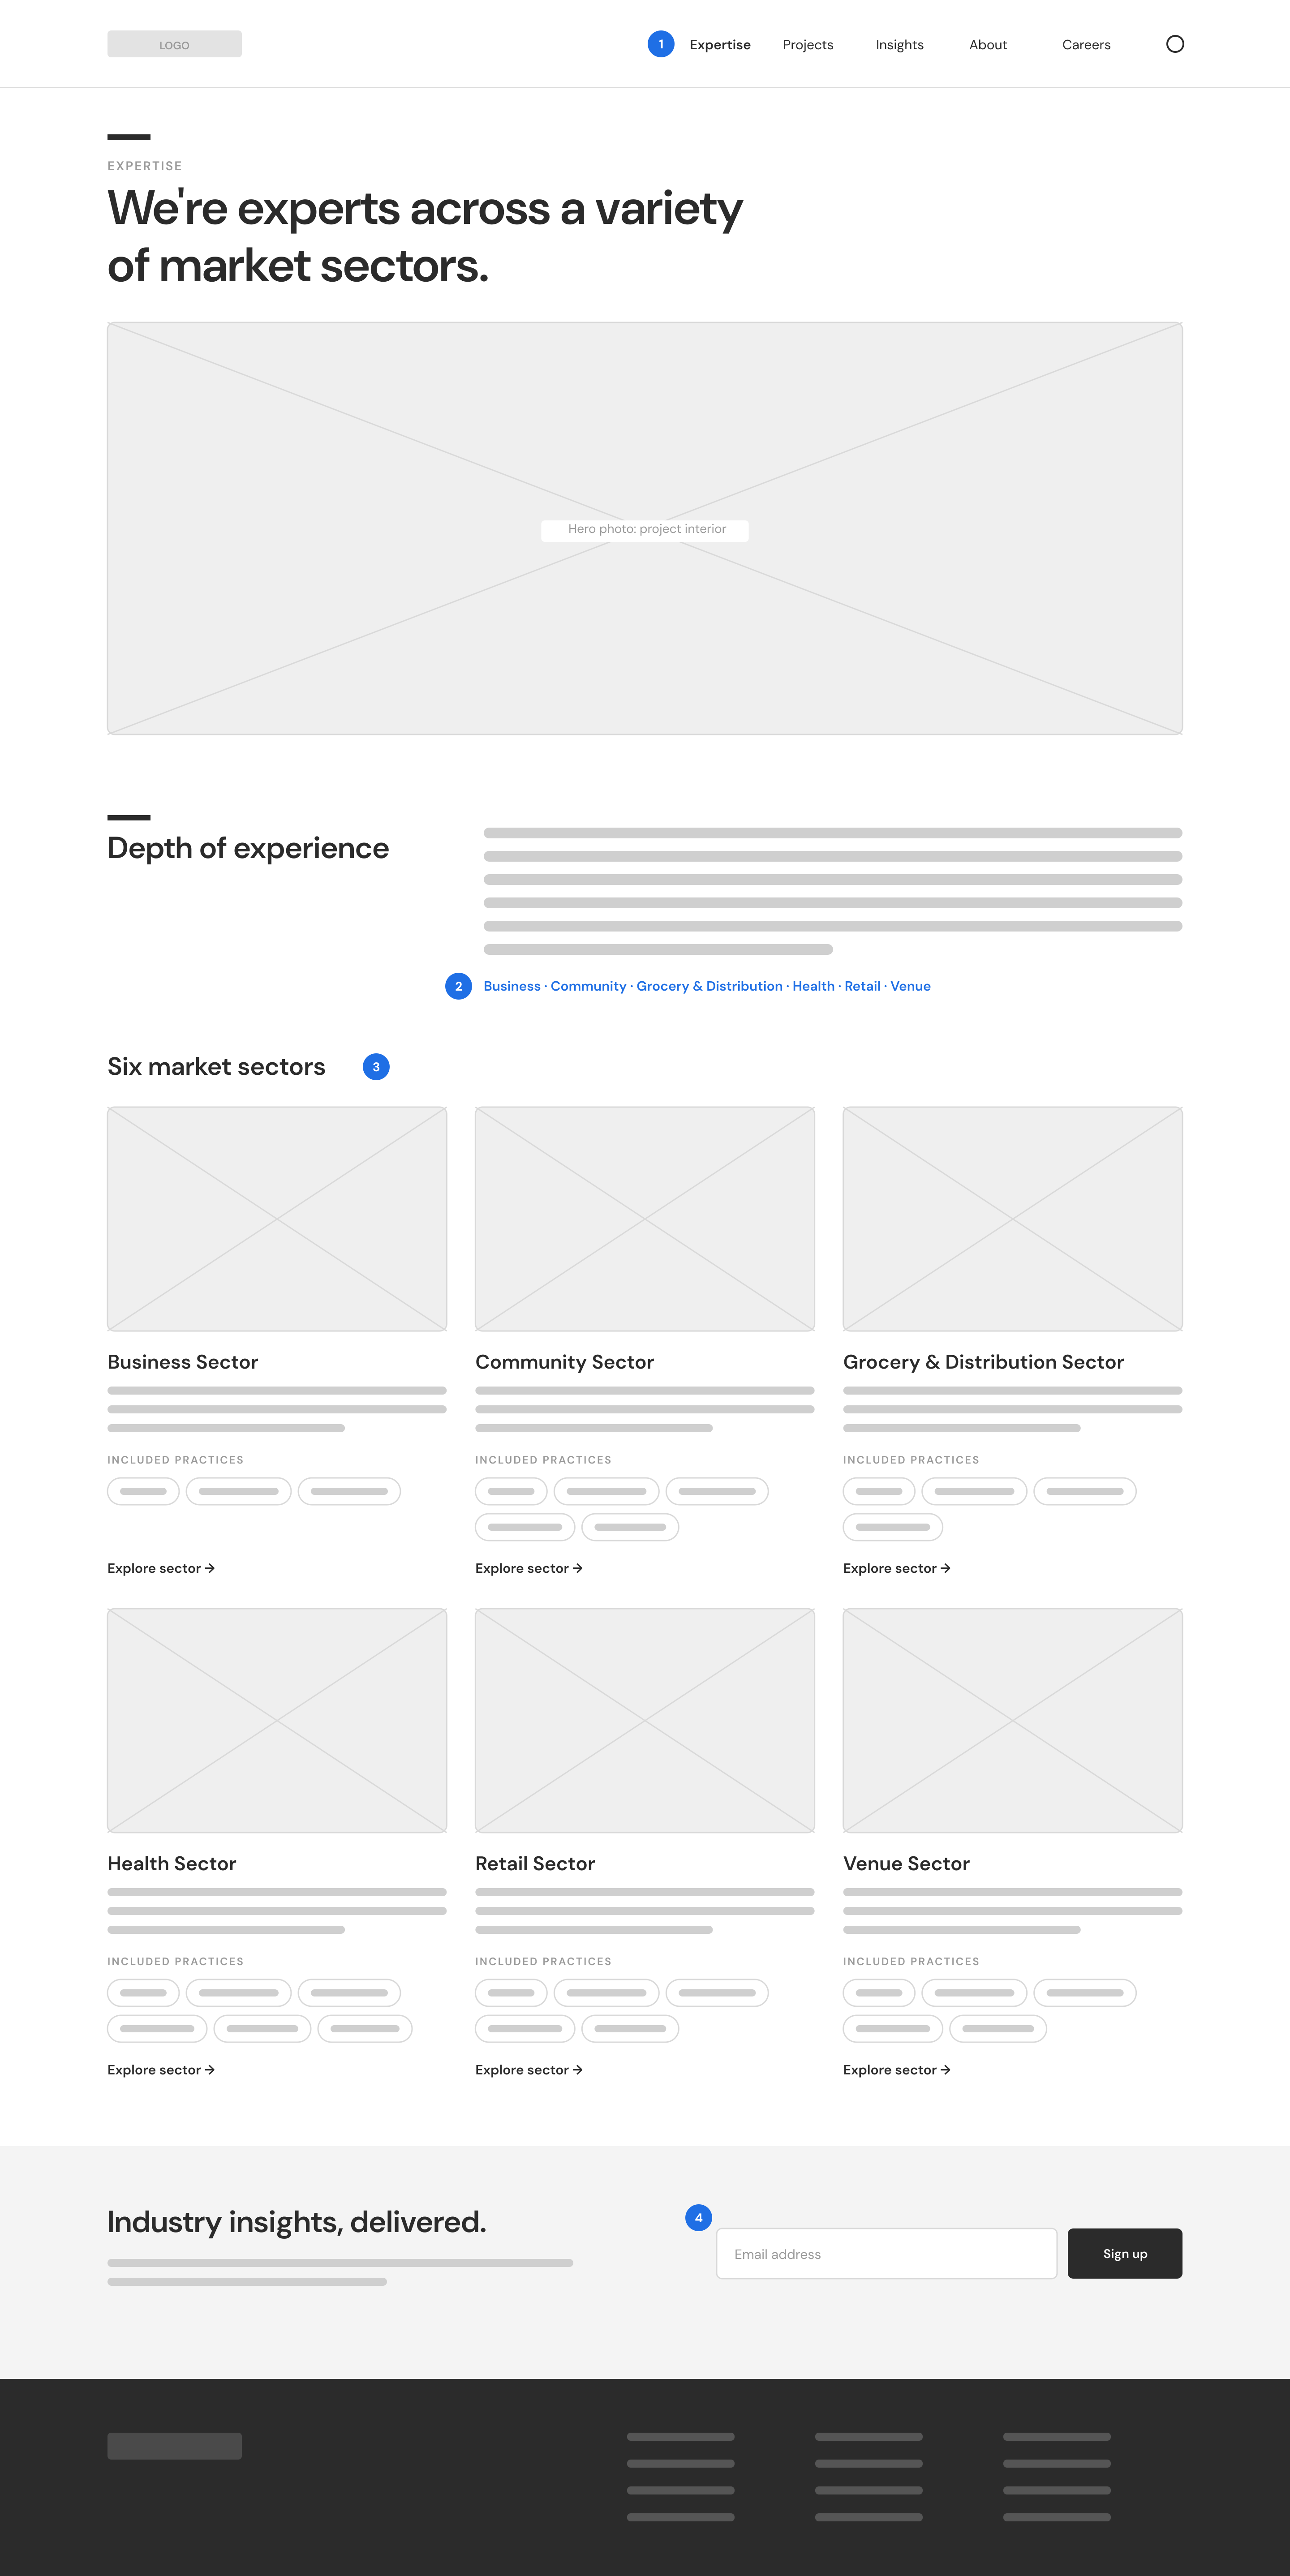 LOGO
1 Expertise Projects Insights About Careers
EXPERTISE
We're experts across a variety
of market sectors.
Hero photo: project interior
Depth of experience
2 Business · Community · Grocery & Distribution · Health · Retail · Venue
Six market sectors 3
Business Sector
INCLUDED PRACTICES
Explore sector →
Community Sector
INCLUDED PRACTICES
Explore sector →
Grocery & Distribution Sector
INCLUDED PRACTICES
Explore sector →
Health Sector
INCLUDED PRACTICES
Explore sector →
Retail Sector
INCLUDED PRACTICES
Explore sector →
Venue Sector
INCLUDED PRACTICES
Explore sector →
Industry insights, delivered.
4
Email address
Sign up